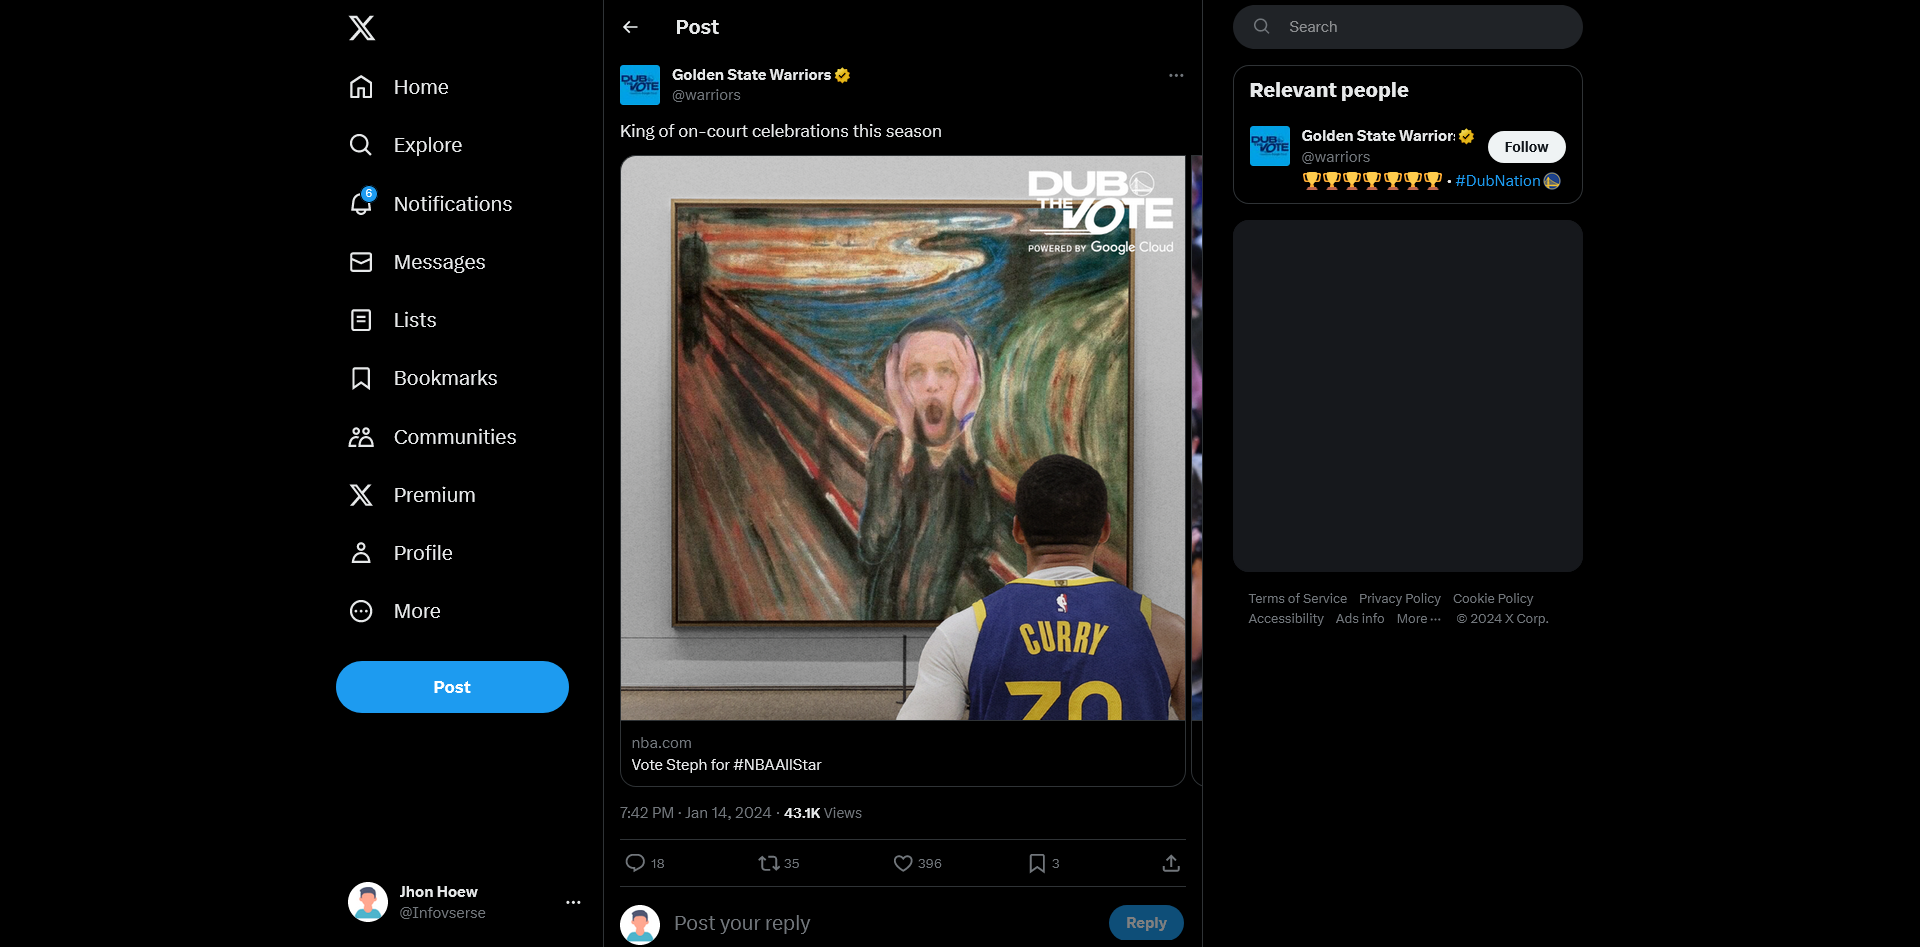 Home
Explore
6
Notifications
Messages
Lists
Bookmarks
Communities
Premium
Profile
More
Post
Jhon Hoew
@Infovserse
Post
Golden State Warriors
@warriors
King of on-court celebrations this season
DUB
THE VOTE
POWERED BY Google Cloud
CURRY
30
nba.com
Vote Steph for #NBAAllStar
7:42 PM · Jan 14, 2024 · 43.1K Views
18 35 396 3
Post your reply
Reply
Search
Relevant people
Golden State Warriors
@warriors
Follow
• #DubNation
Terms of Service Privacy Policy Cookie Policy
Accessibility Ads info More ··· © 2024 X Corp.